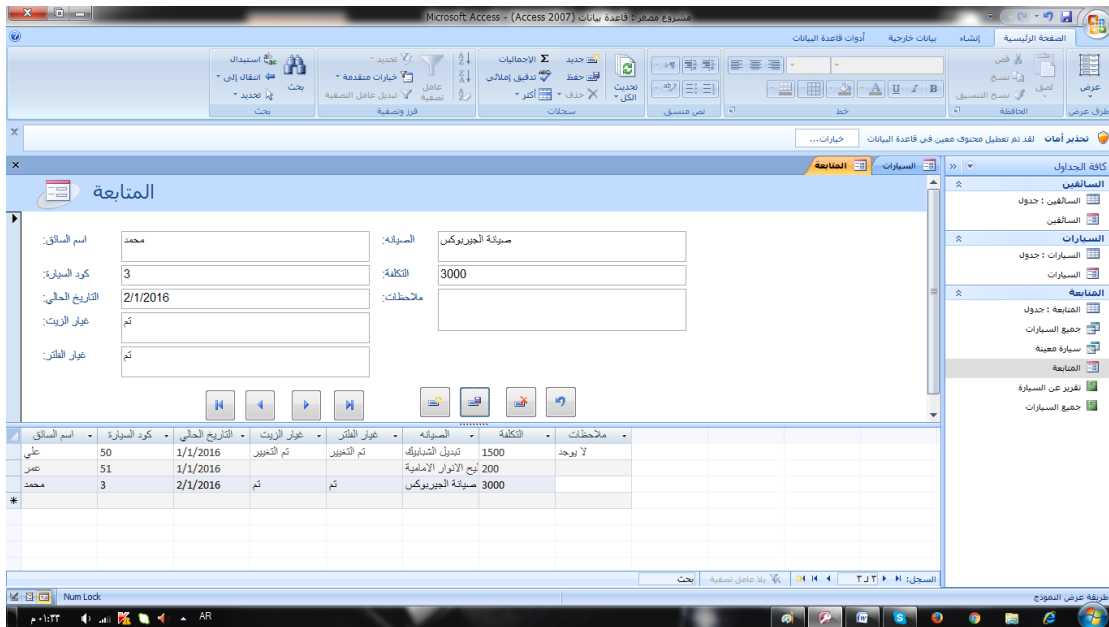 مشروع مصغر : قاعدة بيانات (Access 2007) - Microsoft Access
الصفحة الرئيسية إنشاء بيانات خارجية أدوات قاعدة البيانات
عرض
طرق عرض
لصق
قص
نسخ
نسخ التنسيق
الحافظة
B I U A
خط
نص منسق
تحديث الكل
جديد
حفظ
حذف
الإجماليات
تدقيق إملائي
أكثر
سجلات
عامل تصفية
تحديد
خيارات متقدمة
تبديل عامل التصفية
فرز وتصفية
بحث
استبدال
انتقال إلى
تحديد
بحث
تحذير أمان لقد تم تعطيل محتوى معين في قاعدة البيانات خيارات...
كافة الجداول
السائقين
السائقين : جدول
السائقين
السيارات
السيارات : جدول
السيارات
المتابعة
المتابعة : جدول
جميع السيارات
سيارة معينة
المتابعة
تقرير عن السيارة
جميع السيارات
السيارات المتابعة
المتابعة
اسم السائق: محمد
كود السيارة: 3
التاريخ الحالي: 2/1/2016
غيار الزيت: تم
غيار الفلتر: تم
الصيانه: صيانة الجيربوكس
التكلفة: 3000
ملاحظات:
اسم السائق كود السيارة التاريخ الحالي غيار الزيت غيار الفلتر الصيانه التكلفة ملاحظات
علي 50 1/1/2016 تم التغيير تم التغيير تبديل الشبابيك 1500 لا يوجد
عمر 51 1/1/2016 ليح الانوار الامامية 200
محمد 3 2/1/2016 تم تم صيانة الجيربوكس 3000
السجل: ٣ لـ ٣ بلا عامل تصفية بحث
طريقة عرض النموذج
Num Lock
AR
٠١:٣٣ م